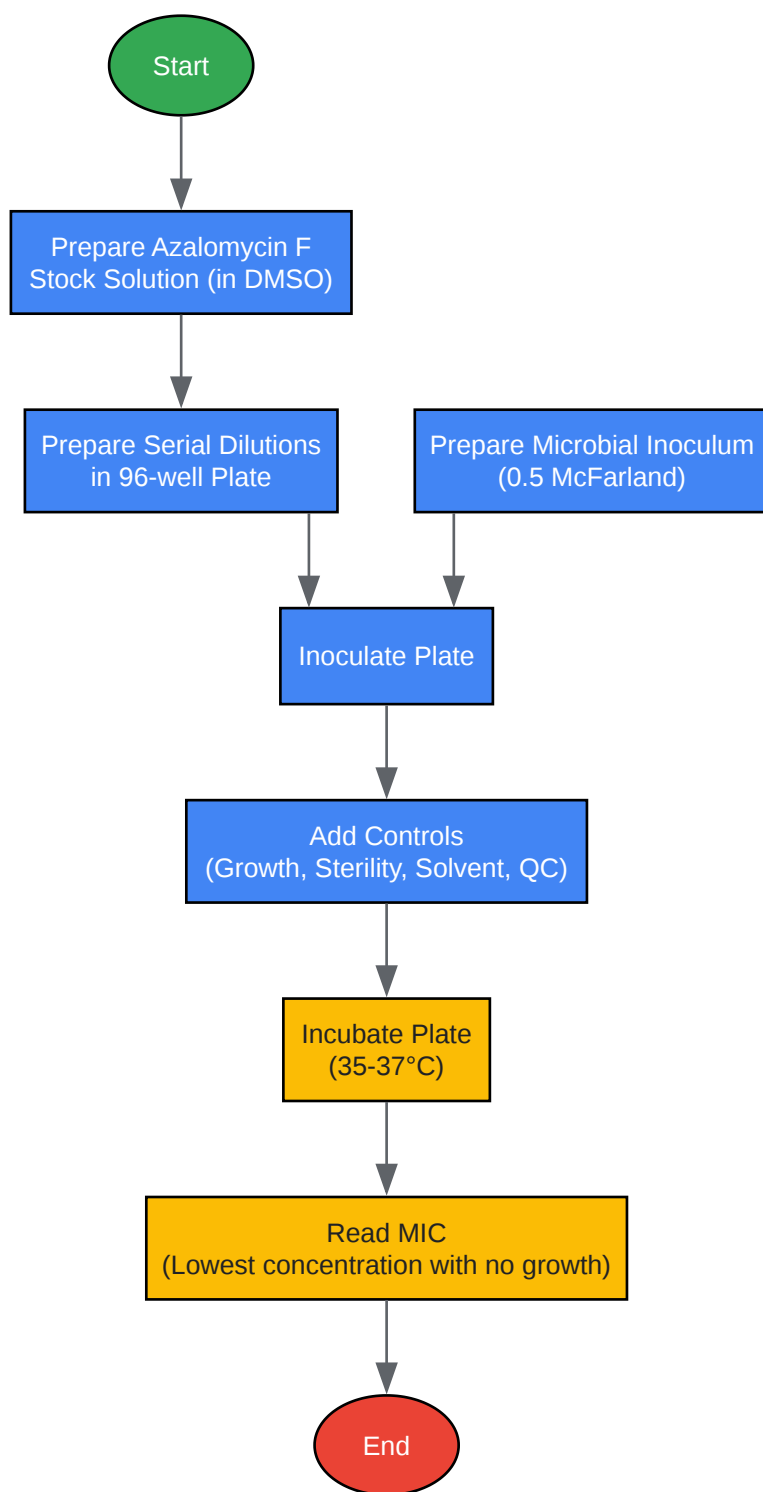 Start
Prepare Azalomycin F
Stock Solution (in DMSO)
Prepare Serial Dilutions
in 96-well Plate
Prepare Microbial Inoculum
(0.5 McFarland)
Inoculate Plate
Add Controls
(Growth, Sterility, Solvent, QC)
Incubate Plate
(35-37°C)
Read MIC
(Lowest concentration with no growth)
End